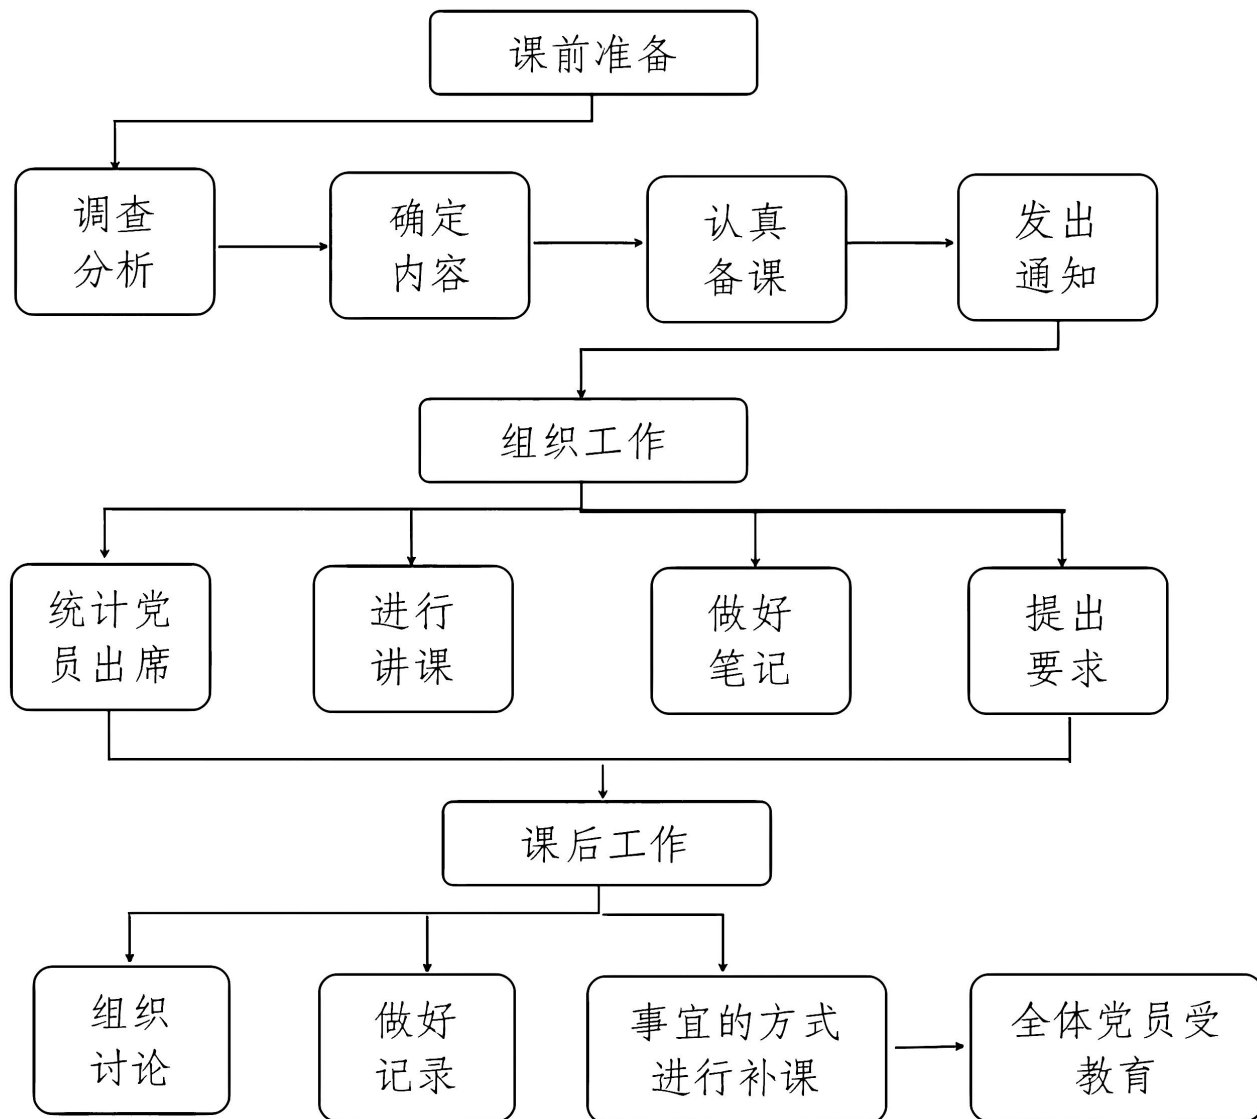 课前准备
调查
分析
确定
内容
认真
备课
发出
通知
组织工作
统计党
员出席
进行
讲课
做好
笔记
提出
要求
课后工作
组织
讨论
做好
记录
事宜的方式
进行补课
全体党员受
教育